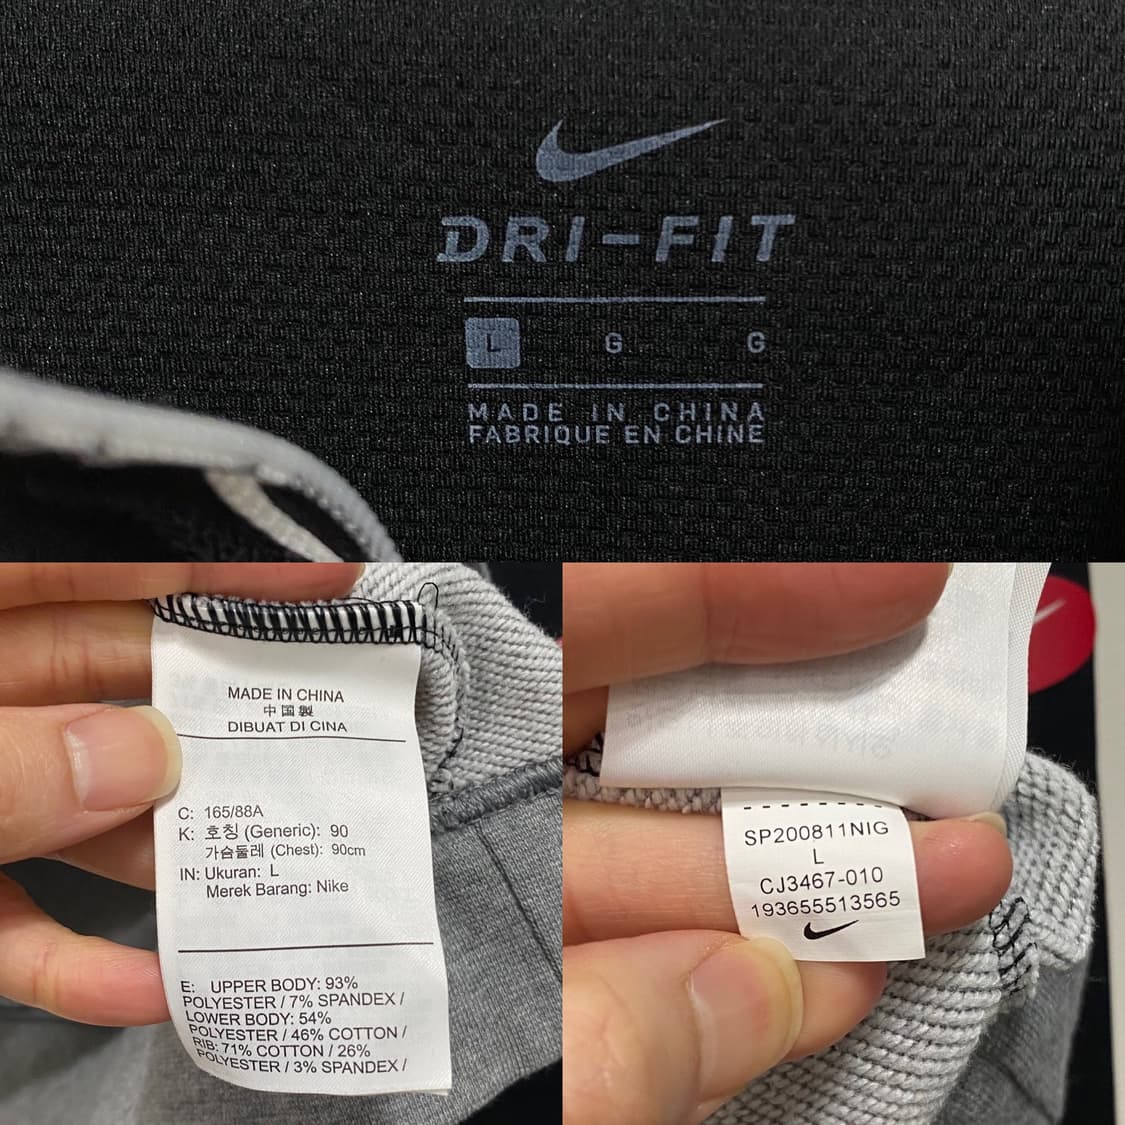 DRI-FIT
L G G
MADE IN CHINA
FABRIQUE EN CHINE
MADE IN CHINA
中国製
DIBUAT DI CINA
C: 165/88A
K: 호칭 (Generic): 90
가슴둘레 (Chest): 90cm
IN: Ukuran: L
Merek Barang: Nike
E: UPPER BODY: 93%
POLYESTER / 7% SPANDEX /
LOWER BODY: 54%
POLYESTER / 46% COTTON /
RIB: 71% COTTON / 26%
POLYESTER / 3% SPANDEX /
SP200811NIG
L
CJ3467-010
193655513565